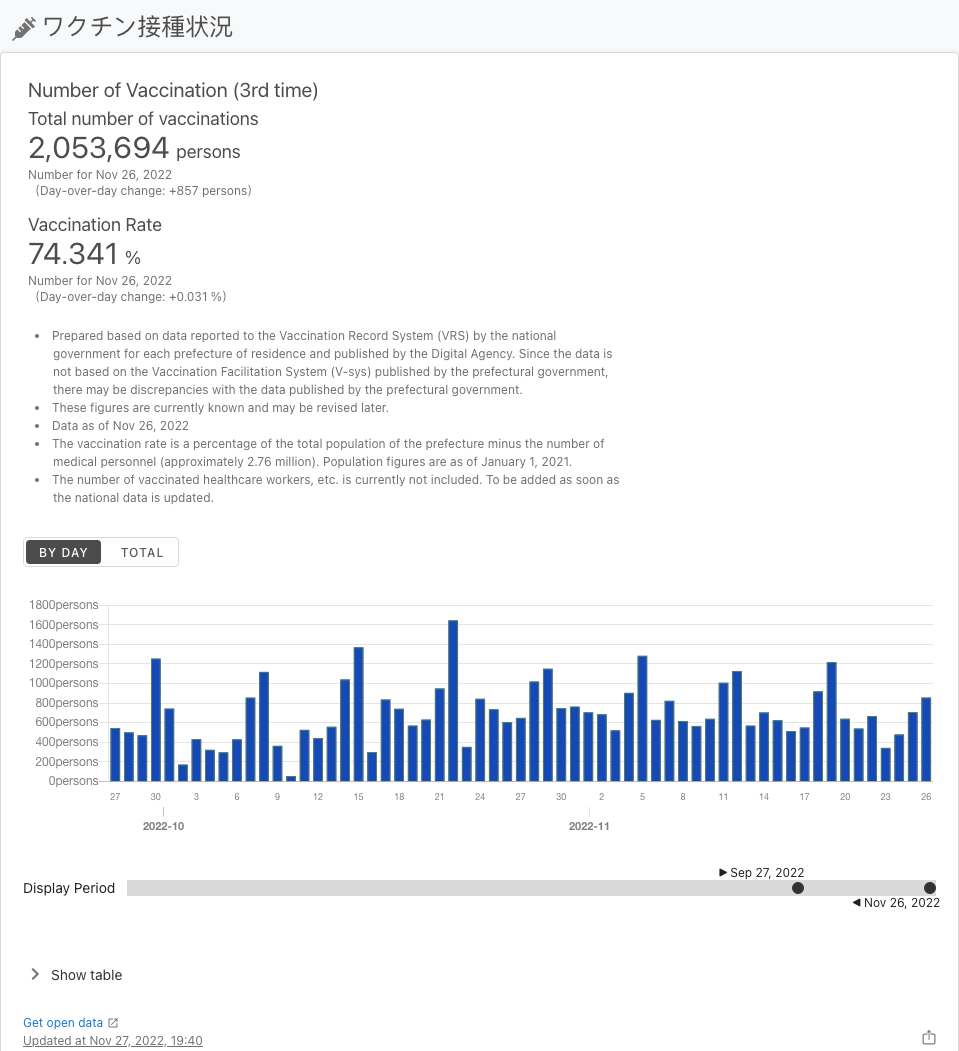 ワクチン接種状況
Number of Vaccination (3rd time)
Total number of vaccinations
2,053,694 persons
Number for Nov 26, 2022
(Day-over-day change: +857 persons)
Vaccination Rate
74.341 %
Number for Nov 26, 2022
(Day-over-day change: +0.031 %)
• Prepared based on data reported to the Vaccination Record System (VRS) by the national
government for each prefecture of residence and published by the Digital Agency. Since the data is
not based on the Vaccination Facilitation System (V-sys) published by the prefectural government,
there may be discrepancies with the data published by the prefectural government.
• These figures are currently known and may be revised later.
• Data as of Nov 26, 2022
• The vaccination rate is a percentage of the total population of the prefecture minus the number of
medical personnel (approximately 2.76 million). Population figures are as of January 1, 2021.
• The number of vaccinated healthcare workers, etc. is currently not included. To be added as soon as
the national data is updated.
BY DAY TOTAL
1800persons
1600persons
1400persons
1200persons
1000persons
800persons
600persons
400persons
200persons
0persons
27 30 3 6 9 12 15 18 21 24 27 30 2 5 8 11 14 17 20 23 26
2022-10 2022-11
Sep 27, 2022
Display Period
Nov 26, 2022
Show table
Get open data
Updated at Nov 27, 2022, 19:40